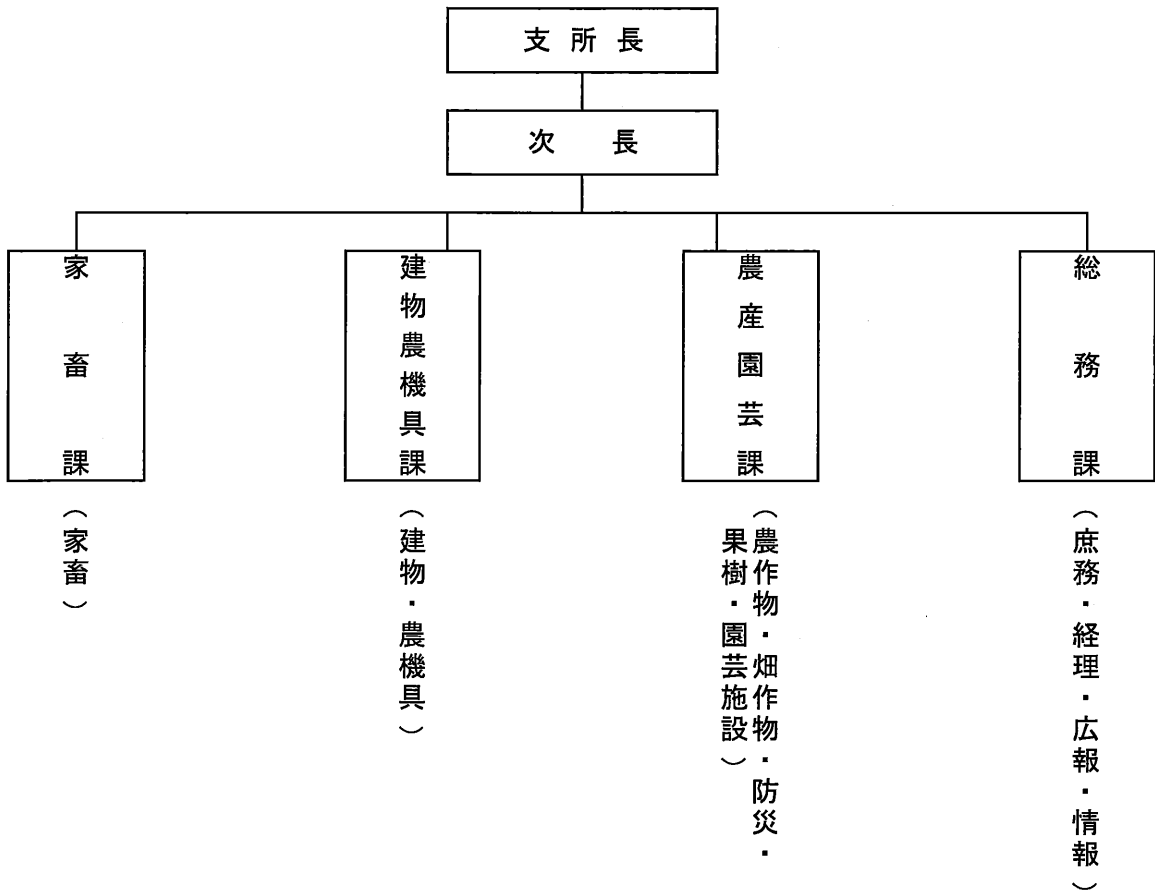 支所長
次長
総務課
（庶務・経理・広報・情報）
農産園芸課
（農作物・畑作物・防災・
果樹・園芸施設）
建物農機具課
（建物・農機具）
家畜課
（家畜）